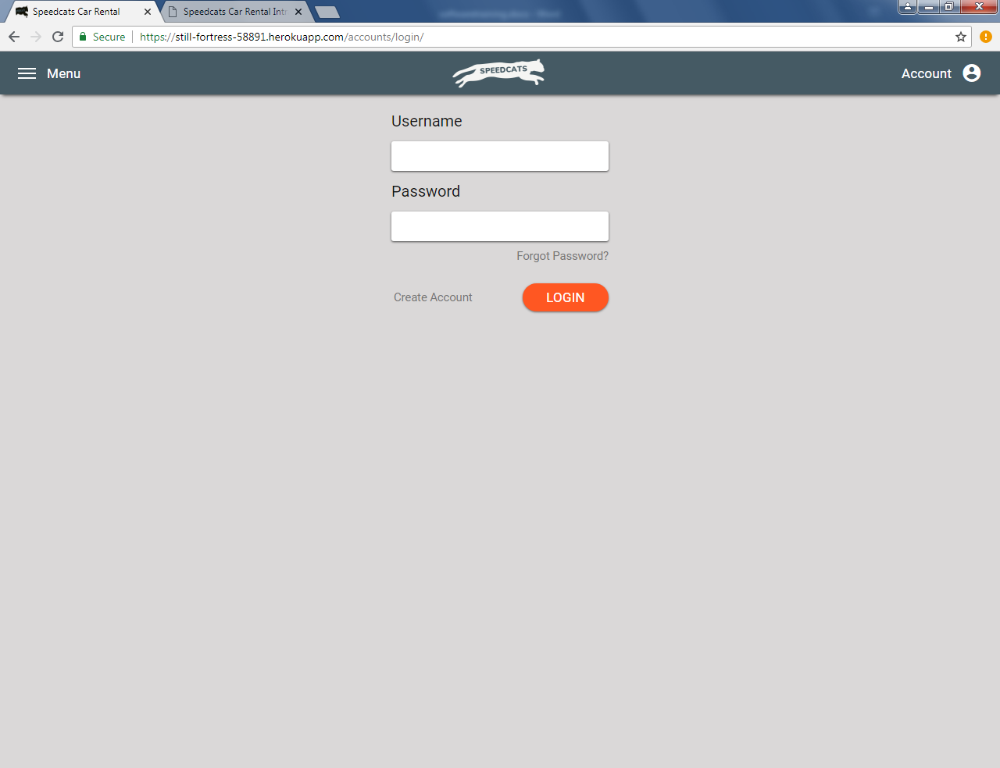 Speedcats Car Rental
Speedcats Car Rental Intr
Secure
https://still-fortress-58891.herokuapp.com/accounts/login/
Menu
SPEEDCATS
Account
Username
Password
Forgot Password?
Create Account
LOGIN